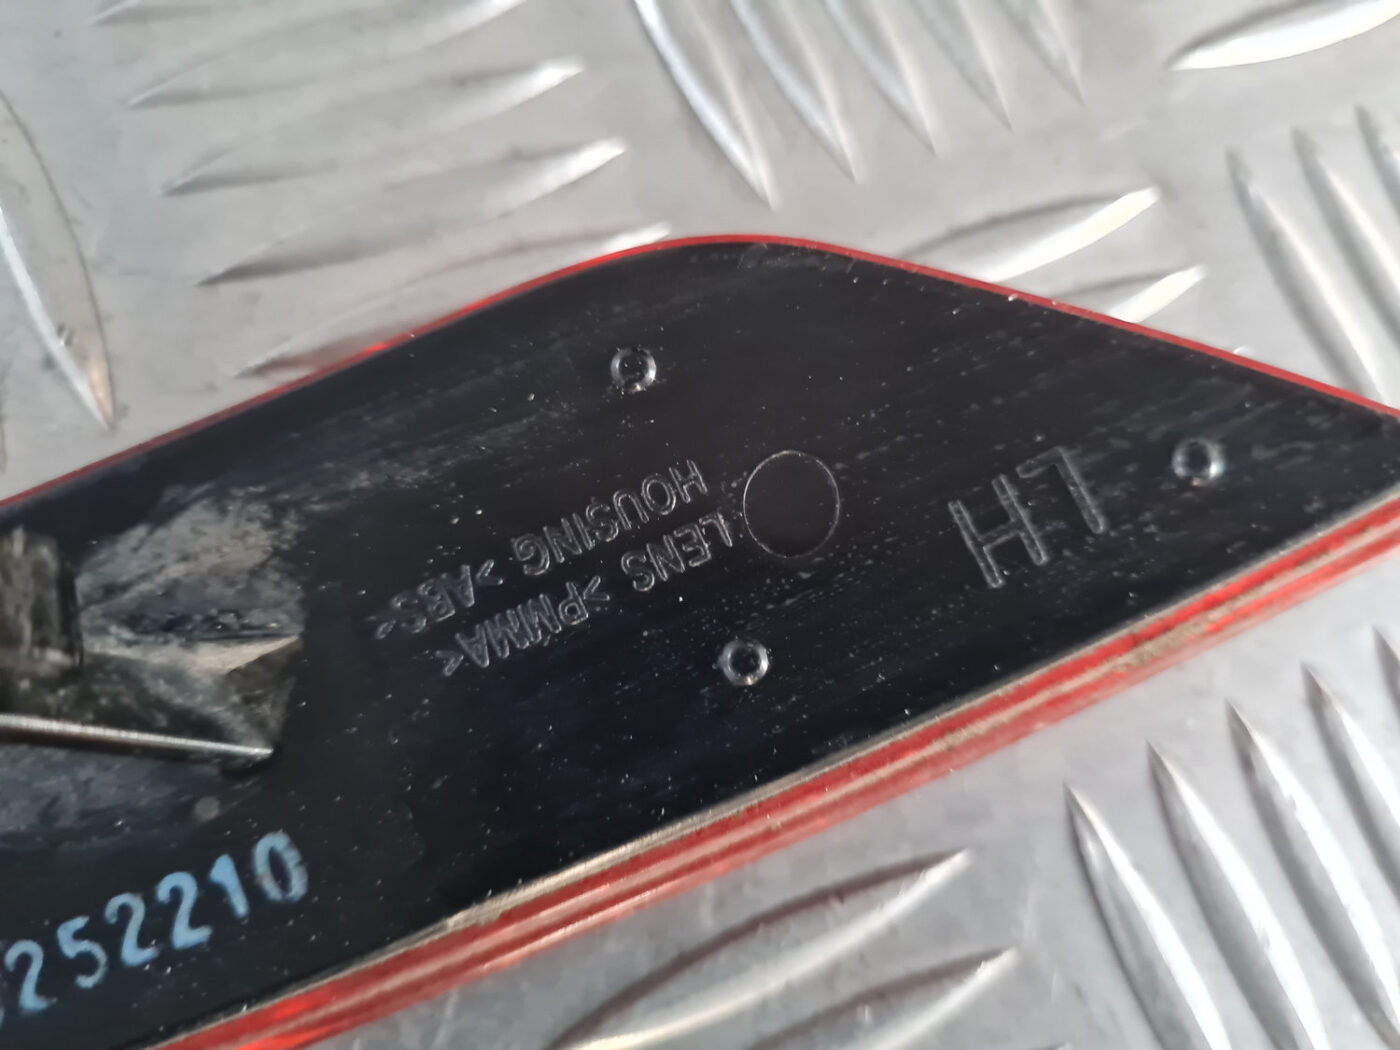 LH
LENS >PMMA<
HOUSING >ABS<
252210